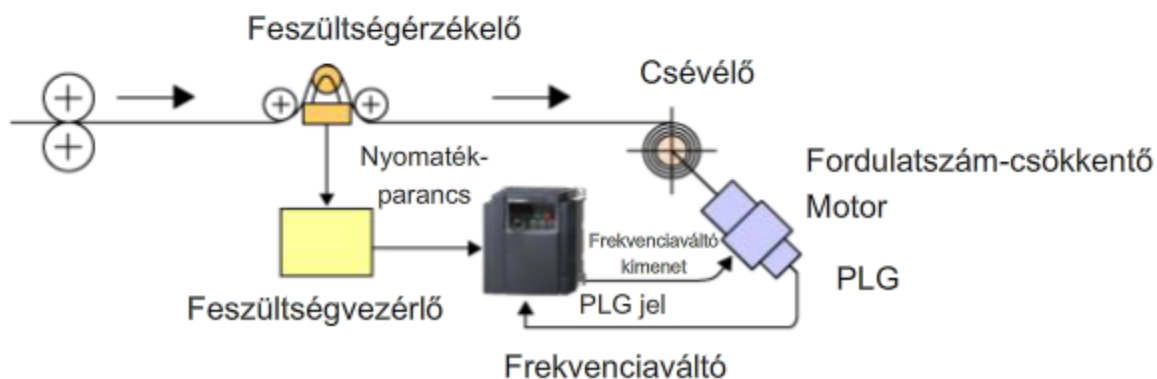 Feszültségérzékelő
Csévélő
Nyomaték-
parancs
Fordulatszám-csökkentő
Motor
Frekvenciaváltó
kimenet
PLG
PLG jel
Feszültségvezérlő
Frekvenciaváltó